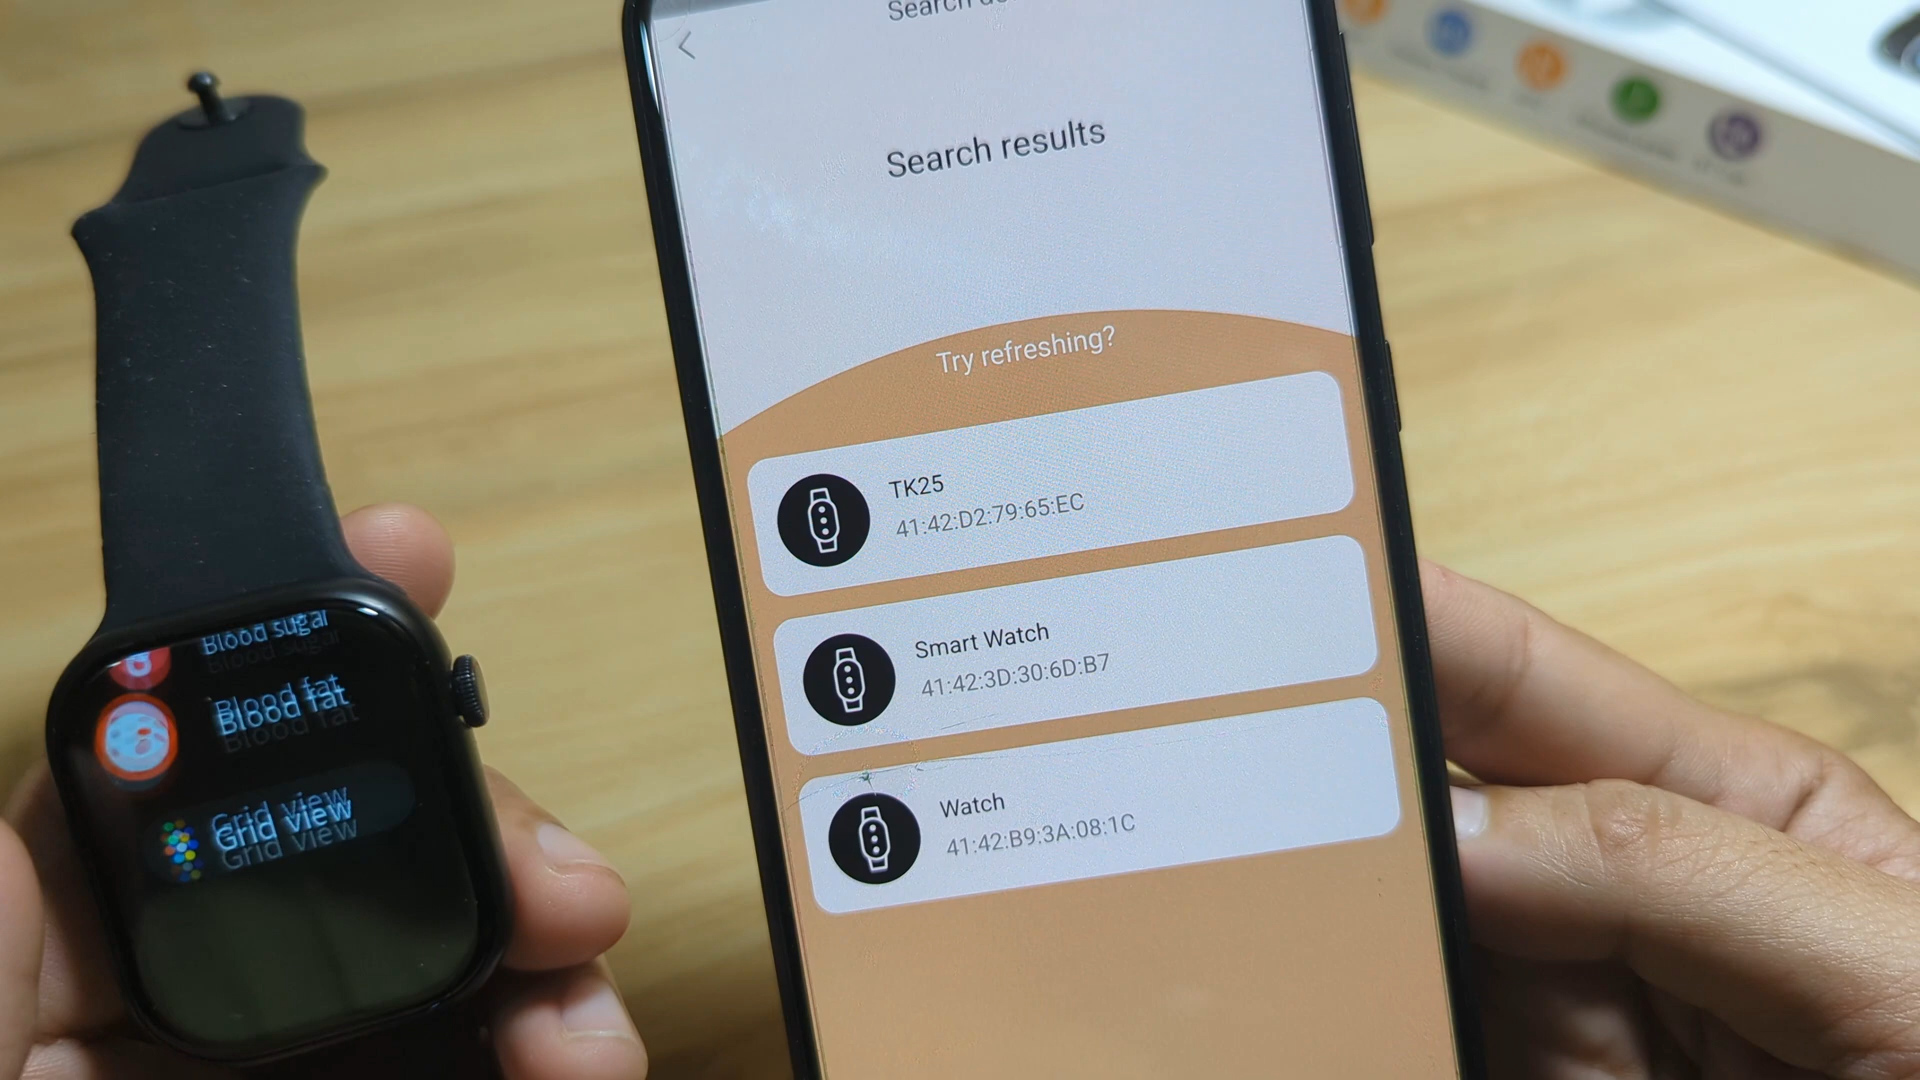 Blood sugar
Blood fat
Grid view
Search
Search results
Try refreshing?
TK25
41:42:D2:79:65:EC
Smart Watch
41:42:3D:30:6D:B7
Watch
41:42:B9:3A:08:1C